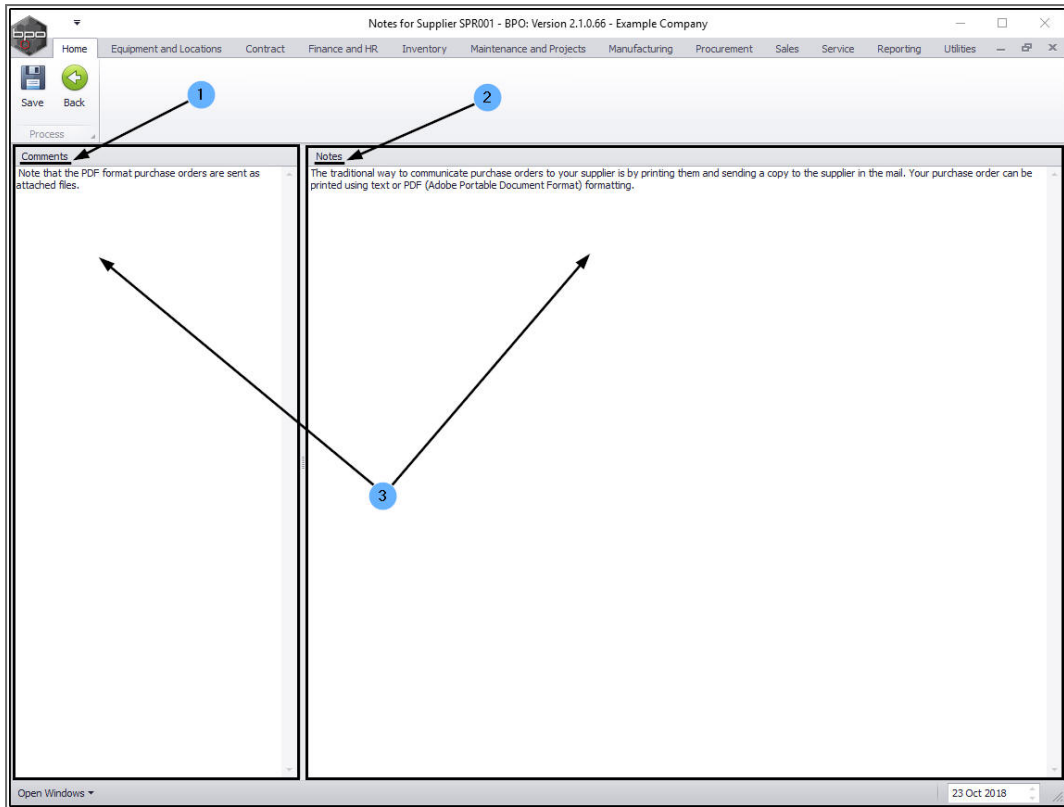 Notes for Supplier SPR001 - BPO: Version 2.1.0.66 - Example Company
bpo
Home Equipment and Locations Contract Finance and HR Inventory Maintenance and Projects Manufacturing Procurement Sales Service Reporting Utilities
Save Back
Process
1
2
Comments
Note that the PDF format purchase orders are sent as
attached files.
Notes
The traditional way to communicate purchase orders to your supplier is by printing them and sending a copy to the supplier in the mail. Your purchase order can be
printed using text or PDF (Adobe Portable Document Format) formatting.
3
Open Windows
23 Oct 2018